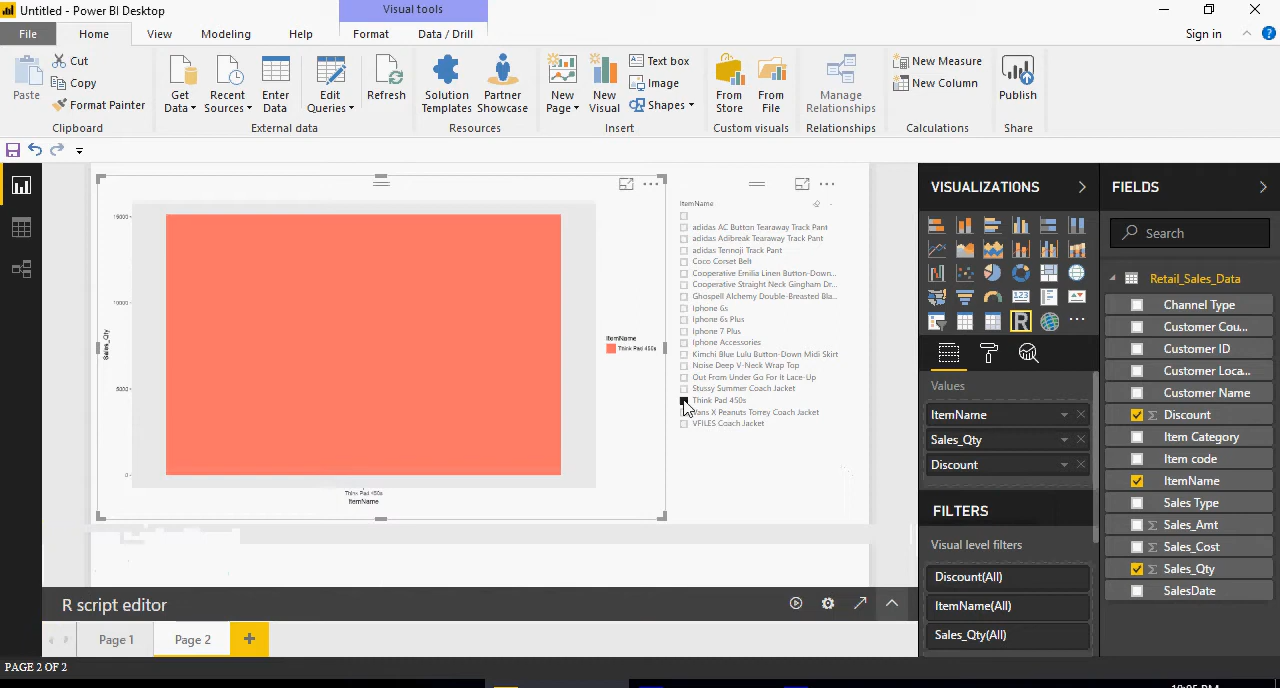 Untitled - Power BI Desktop
Visual tools
File Home View Modeling Help Format Data / Drill Sign in
Paste
Cut
Copy
Format Painter
Clipboard
Get Data
Recent Sources
Enter Data
Edit Queries
External data
Refresh
Solution Templates
Partner Showcase
Resources
New Page
New Visual
Text box
Image
Shapes
Insert
From Store
From File
Custom visuals
Manage Relationships
Relationships
New Measure
New Column
Calculations
Publish
Share
15000
10000
5000
0
Sales_Qty
Think Pad 450s
ItemName
ItemName
Think Pad 450s
ItemName
adidas AC Button Tearaway Track Pant
adidas Adibreak Tearaway Track Pant
adidas Tennoji Track Pant
Coco Corset Belt
Cooperative Emilia Linen Button-Down...
Cooperative Straight Neck Gingham Dr...
Ghospell Alchemy Double-Breasted Bla...
Iphone 6s
Iphone 6s Plus
Iphone 7 Plus
Iphone Accessories
Kimchi Blue Lulu Button-Down Midi Skirt
Noise Deep V-Neck Wrap Top
Out From Under Go For It Lace-Up
Stussy Summer Coach Jacket
Think Pad 450s
Vans X Peanuts Torrey Coach Jacket
VFILES Coach Jacket
VISUALIZATIONS
R
123
Values
ItemName
Sales_Qty
Discount
FILTERS
Visual level filters
Discount(All)
ItemName(All)
Sales_Qty(All)
FIELDS
Search
Retail_Sales_Data
Channel Type
Customer Cou...
Customer ID
Customer Loca...
Customer Name
Discount
Item Category
Item code
ItemName
Sales Type
Sales_Amt
Sales_Cost
Sales_Qty
SalesDate
R script editor
Page 1
Page 2
PAGE 2 OF 2